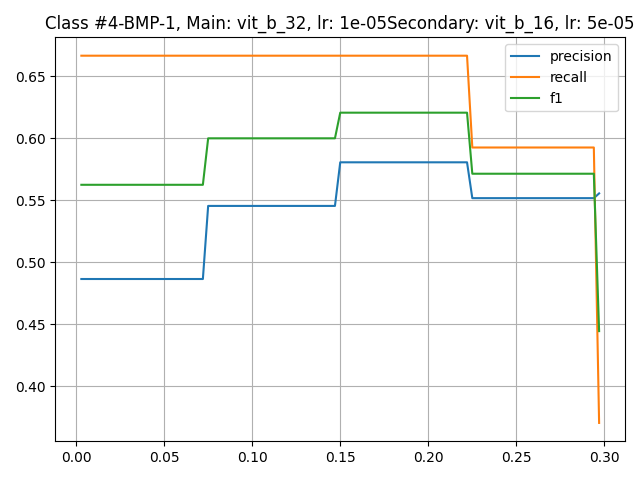 Class #4-BMP-1, Main: vit_b_32, lr: 1e-05Secondary: vit_b_16, lr: 5e-05
precision
recall
f1
0.65
0.60
0.55
0.50
0.45
0.40
0.00 0.05 0.10 0.15 0.20 0.25 0.30